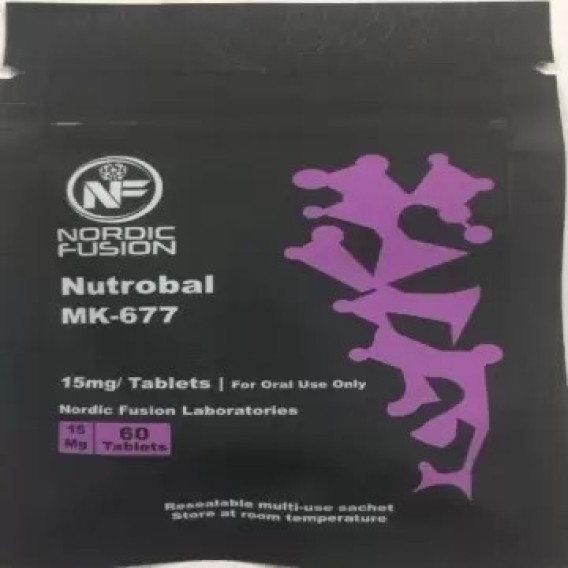 NF
NORDIC
FUSION
Nutrobal
MK-677
15mg/ Tablets | For Oral Use Only
Nordic Fusion Laboratories
15 Mg
60 Tablets
Resealable multi-use sachet
Store at room temperature